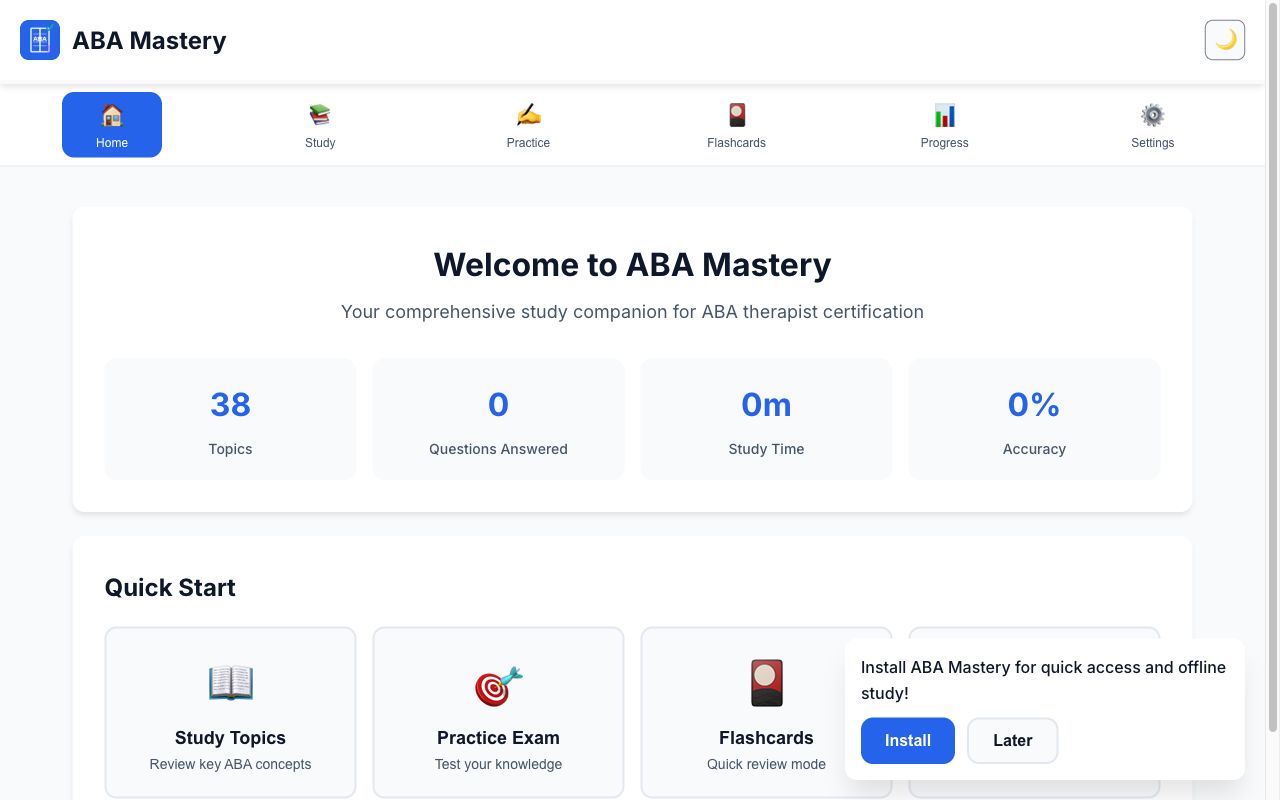 ABA
ABA Mastery
Home
Study
Practice
Flashcards
Progress
Settings
Welcome to ABA Mastery
Your comprehensive study companion for ABA therapist certification
38
0
0m
0%
Topics
Questions Answered
Study Time
Accuracy
Quick Start
Study Topics
Review key ABA concepts
Practice Exam
Test your knowledge
Flashcards
Quick review mode
Install ABA Mastery for quick access and offline
study!
Install
Later